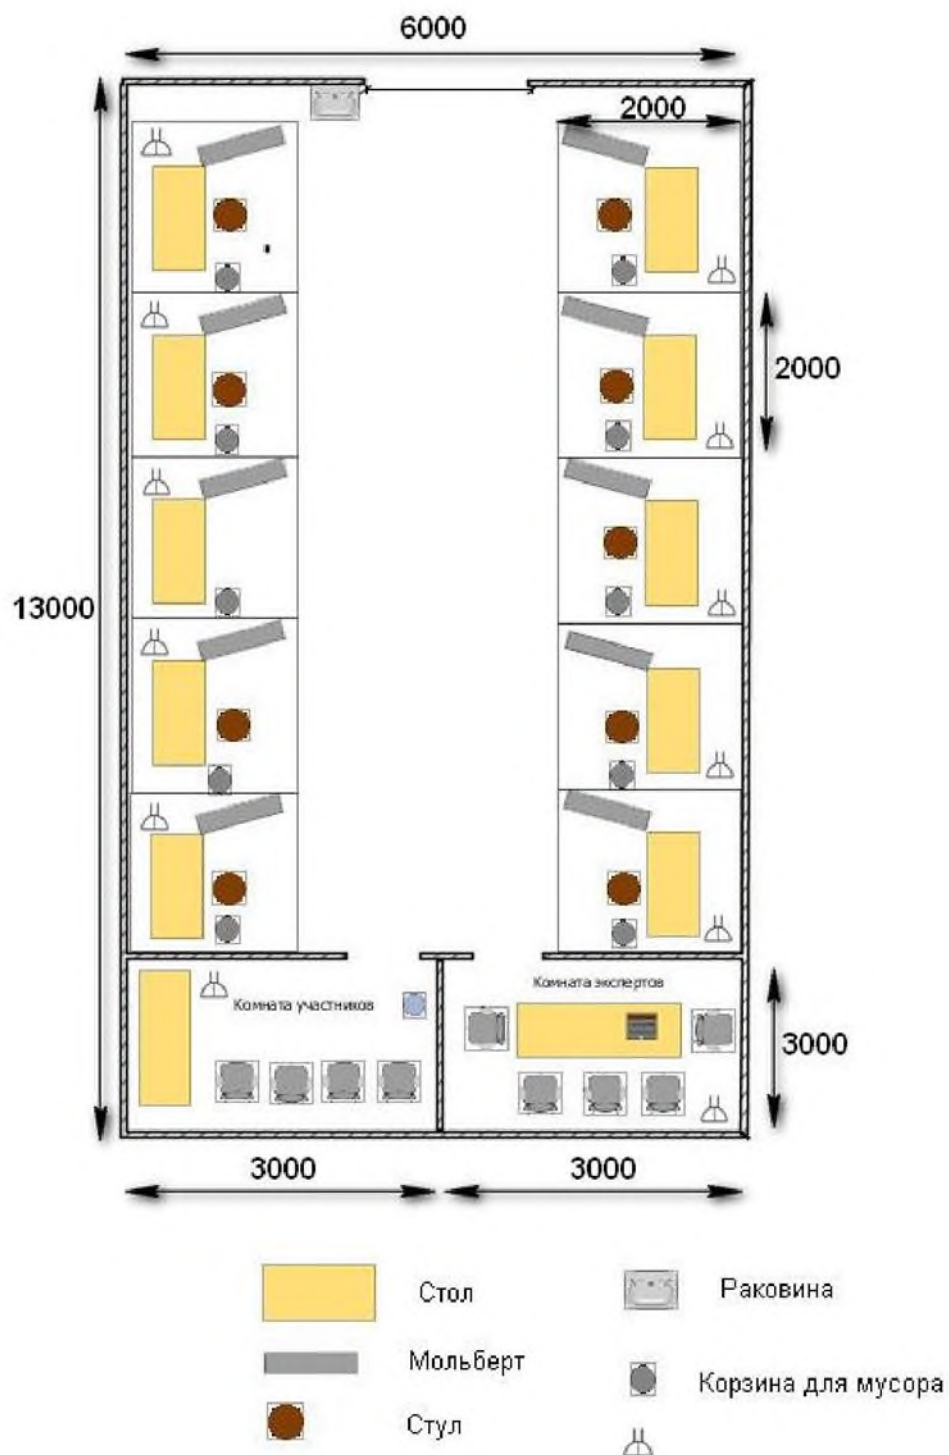 6000
2000
2000
13000
Комната участников
Комната экспертов
3000
3000
3000
Стол
Раковина
Мольберт
Корзина для мусора
Стул